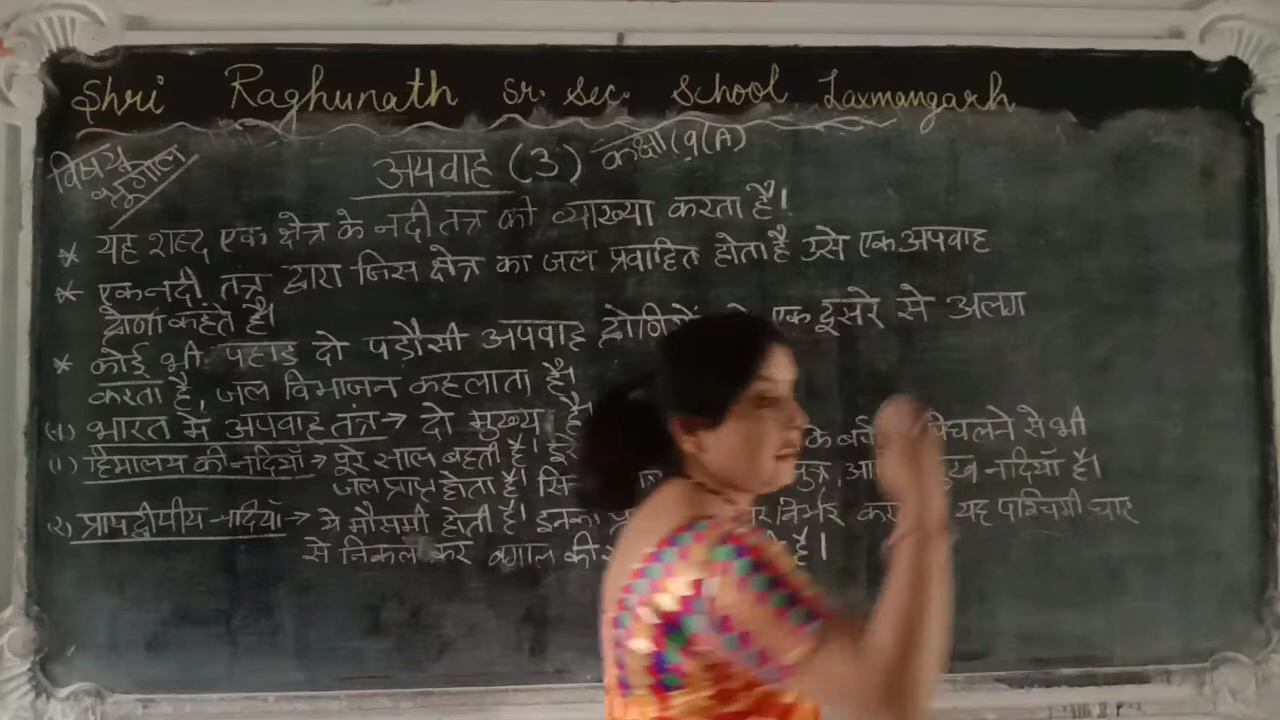 Shri Raghunath Sr. Sec. School, Laxmangarh
विषय भूगोल
अपवाह (3) कक्षा (9(A)
* यह शब्द एक क्षेत्र के नदी तंत्र की व्याख्या करता है।
* एक नदी तंत्र द्वारा जिस क्षेत्र का जल प्रवाहित होता है उसे एक अपवाह
द्रोणी कहते है।
* कोई भी पहाड़ दो पड़ौसी अपवाह द्रोणियों एक दूसरे से अलग
करता है, जल विभाजन कहलाता है।
भारत मे अपवाह तंत्र → दो मुख्य है
(1) हिमालय की नदियाँ → पूरे साल बहती है। के बर्फ पिघलने से भी
जल प्राप्त होता है। नदियाँ है।
(2) प्रायद्वीपीय नदियाँ → ये मौसमी होती है। इनका निर्भर यह पश्चिमी घाट
से निकल कर बंगाल की है।